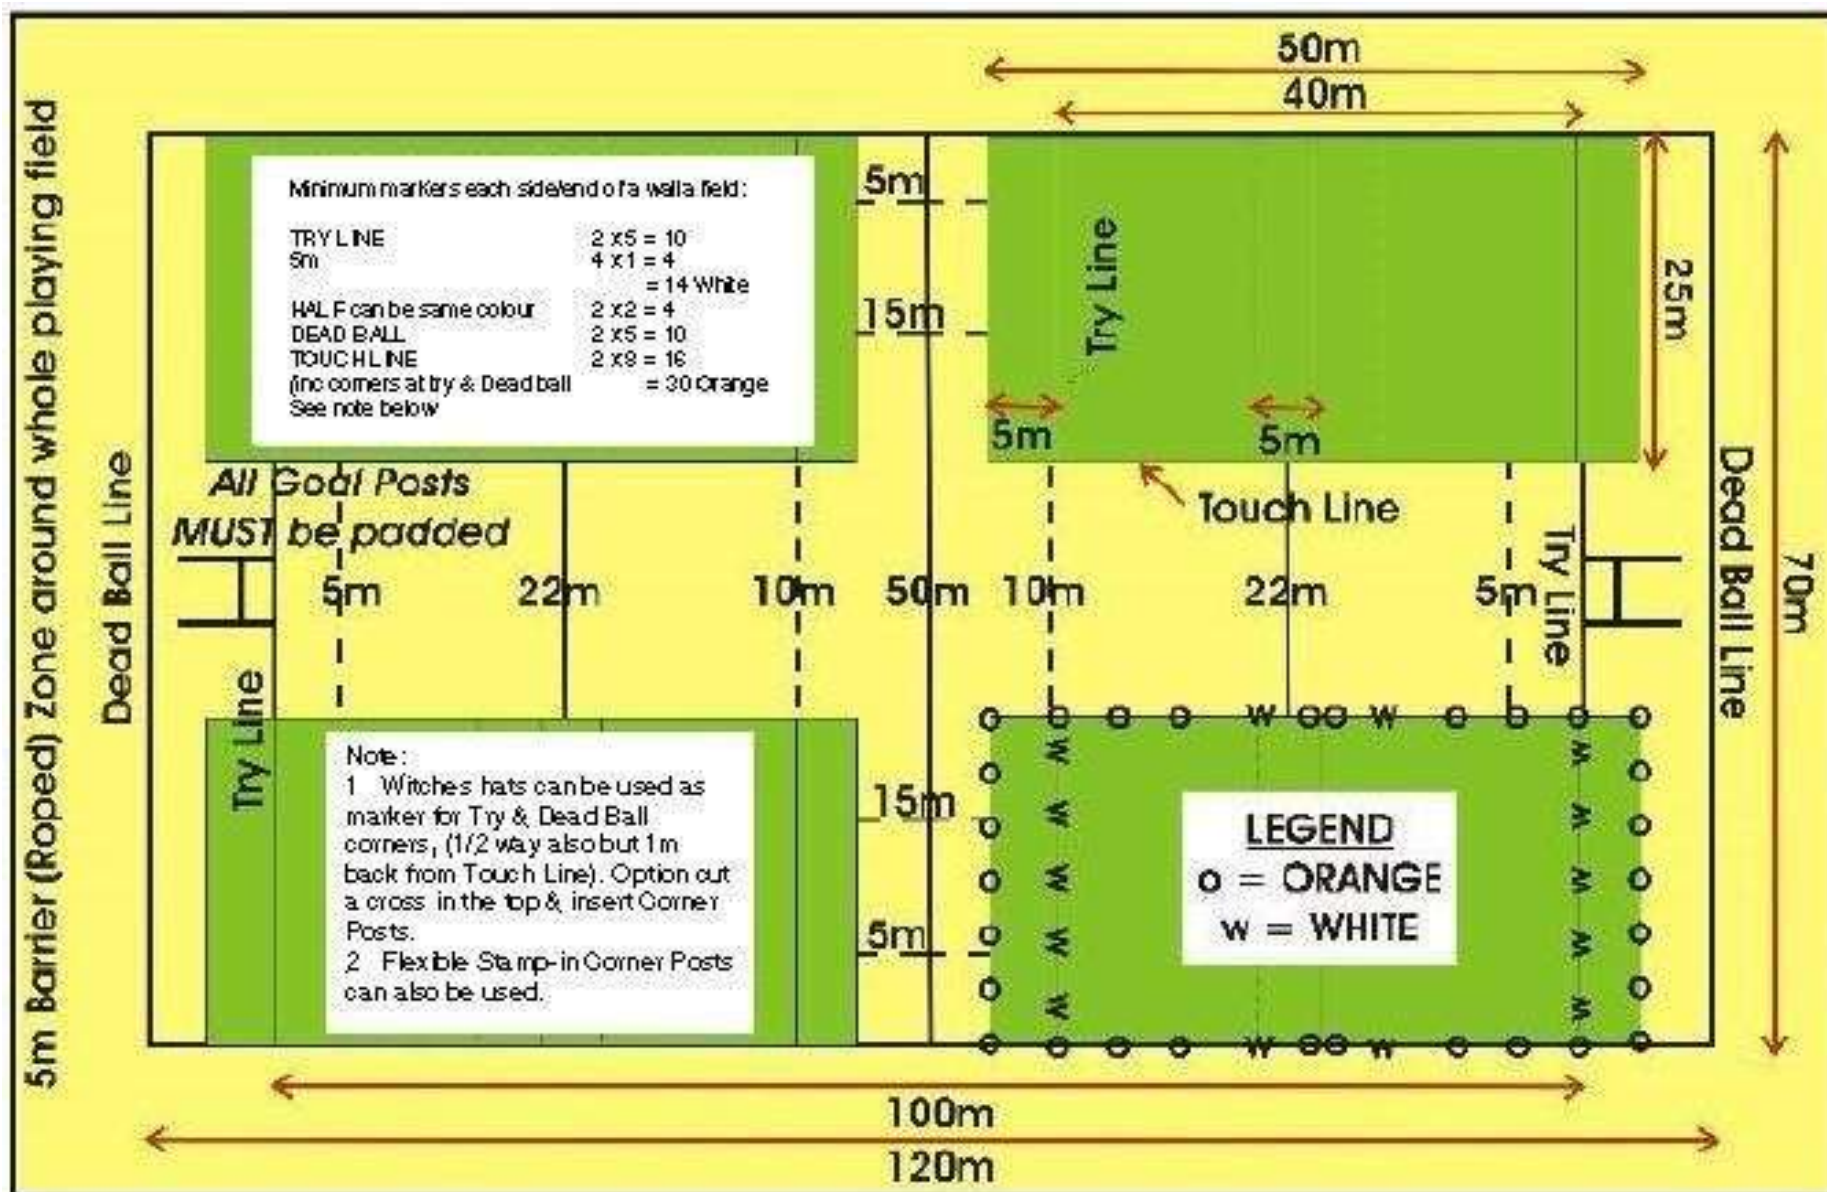 50m
40m
5m Barrier (Roped) Zone around whole playing field
Minimum markers each side/end of a walla field:
TRY LINE 2 x 5 = 10
5m 4 x 1 = 4
= 14 White
HALF can be same colour 2 x 2 = 4
DEAD BALL 2 x 5 = 10
TOUCH LINE 2 x 8 = 16
(inc corners at try & Dead ball = 30 Orange
See note below
5m
15m
Try Line
25m
5m
5m
All Goal Posts
MUST be padded
Touch Line
Dead Ball Line
5m
22m
10m
50m
10m
22m
5m
Try Line
Dead Ball Line
70m
Try Line
Note:
1 Witches hats can be used as
marker for Try & Dead Ball
corners, (1/2 way also but 1m
back from Touch Line). Option cut
a cross in the top & insert Corner
Posts.
2 Flexible Stamp-in Corner Posts
can also be used.
15m
5m
o o o o w o o w o o o o
w w w w w
o o o o o
LEGEND
o = ORANGE
w = WHITE
w w w w w
o o o o o
o o o o w o o w o o o o
100m
120m